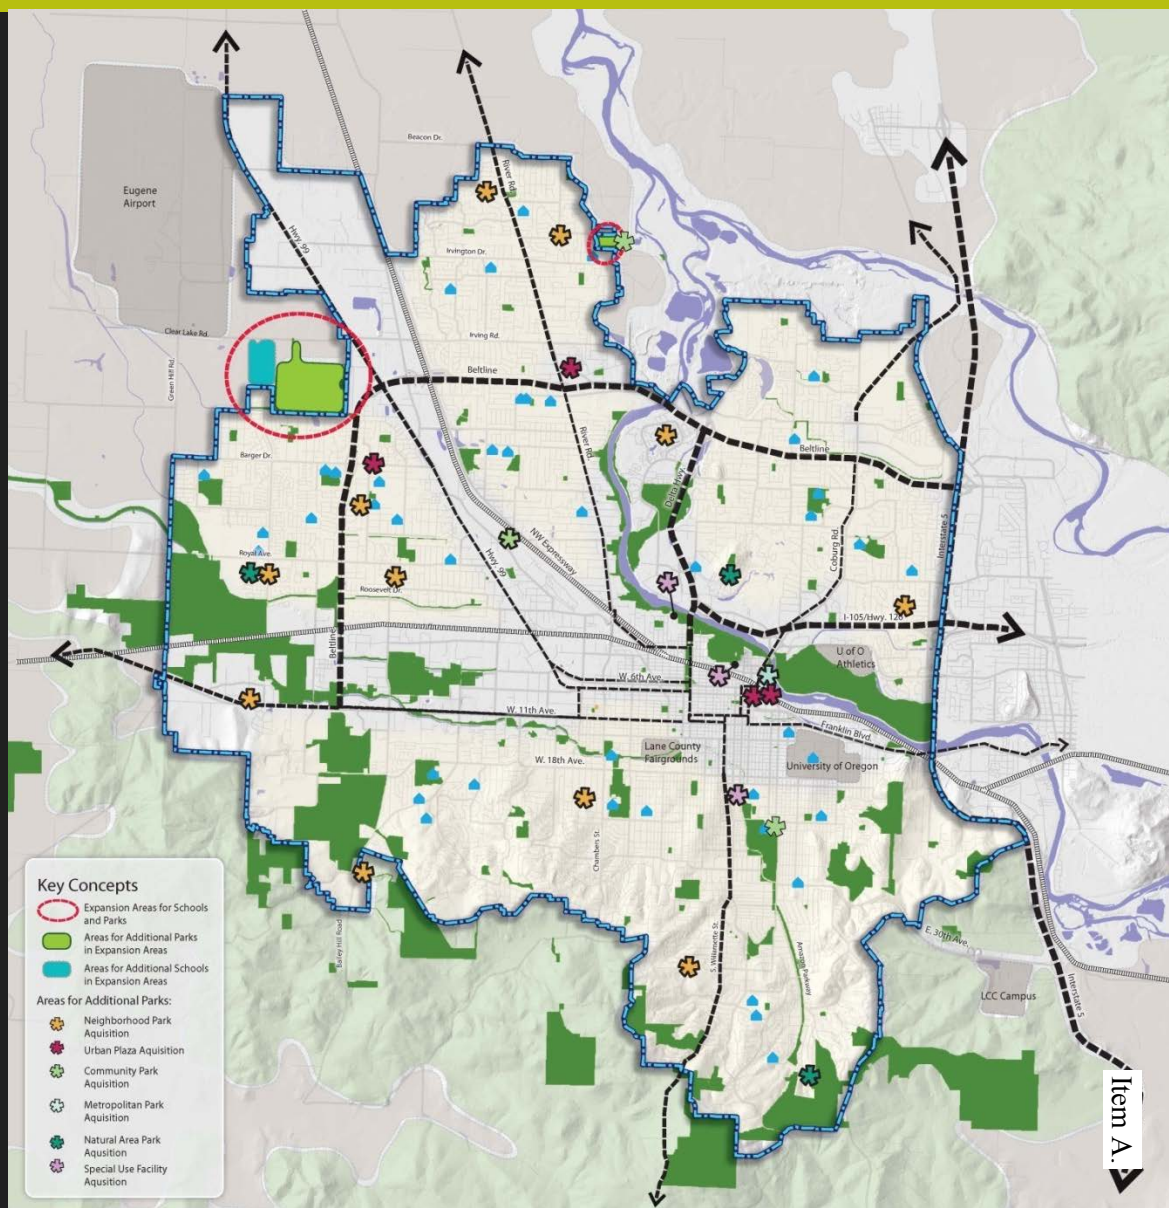 Beacon Dr.
River Rd.
Eugene
Airport
Hwy. 99
Irvington Dr.
Clear Lake Rd.
Irving Rd.
Green Hill Rd.
Beltline
River Rd.
Barger Dr.
Beltline
Delta Hwy.
Coburg Rd.
Interstate 5
NW Expressway
Hwy. 99
Royal Ave.
Roosevelt Dr.
I-105/Hwy. 126
Beltline
U of O
Athletics
W. 6th Ave.
W. 11th Ave.
Franklin Blvd.
Lane County
Fairgrounds
W. 18th Ave.
University of Oregon
Chambers St.
Bailey Hill Road
S. Willamette St.
Amazon Parkway
E. 30th Ave.
LCC Campus
Interstate 5
Key Concepts
Expansion Areas for Schools
and Parks
Areas for Additional Parks
in Expansion Areas
Areas for Additional Schools
in Expansion Areas
Areas for Additional Parks:
Neighborhood Park
Aquisition
Urban Plaza Aquisition
Community Park
Aquisition
Metropolitan Park
Aquisition
Natural Area Park
Aquisition
Special Use Facility
Aqusition
Item A.